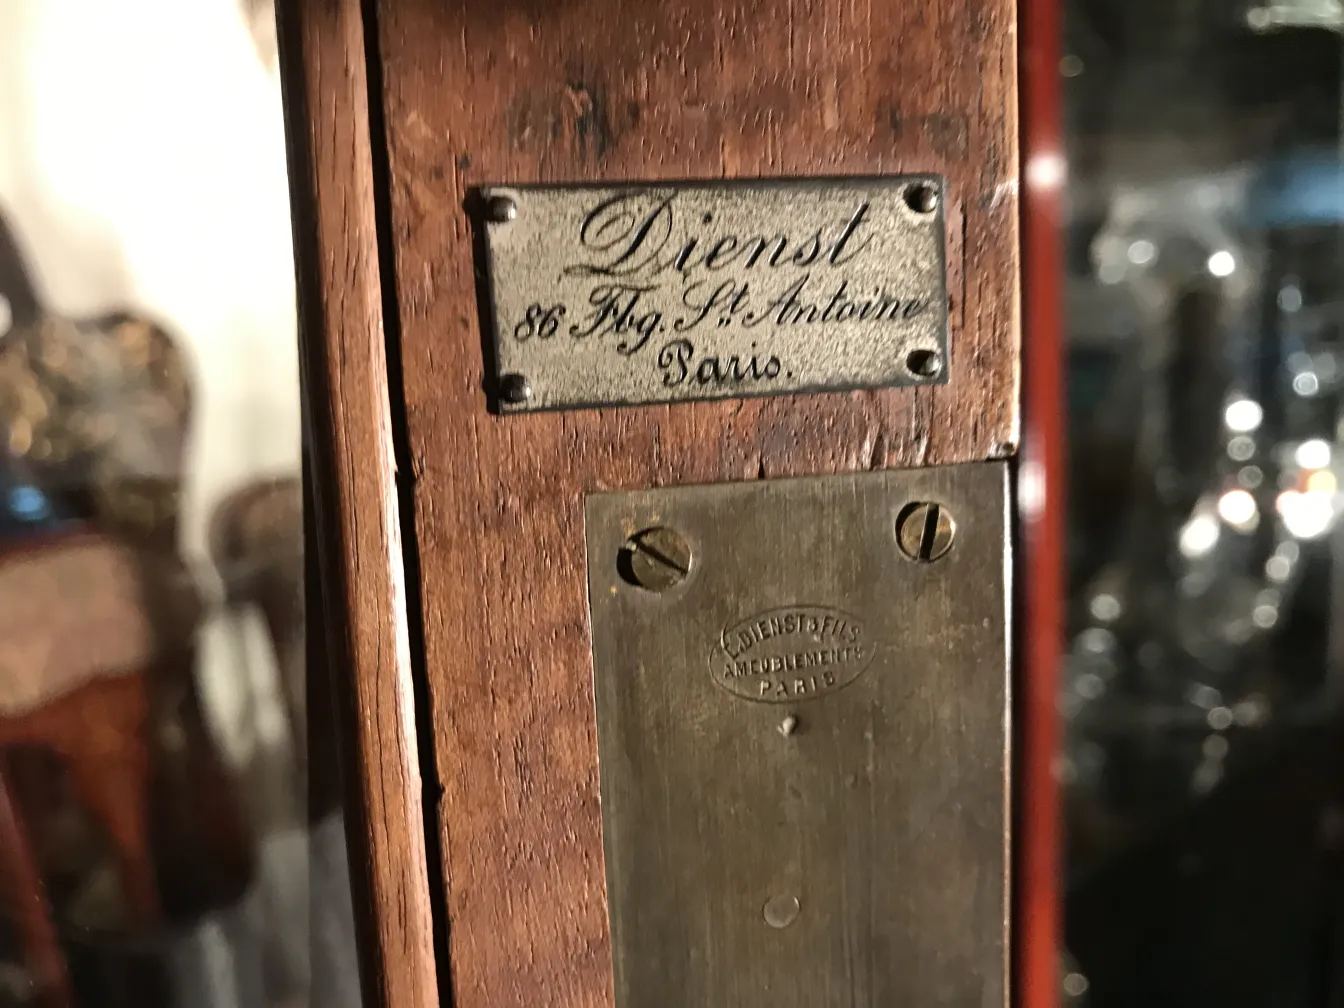 Dienst
86 Fbg. St. Antoine
Paris.
E. DIENST & FILS
AMEUBLEMENTS
PARIS